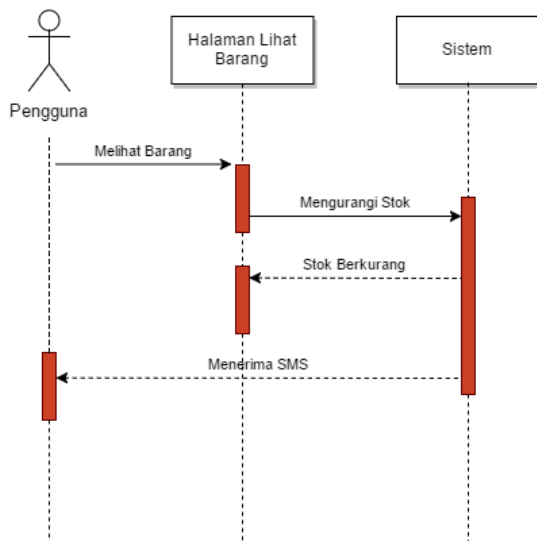 Halaman Lihat
Barang
Sistem
Pengguna
Melihat Barang
Mengurangi Stok
Stok Berkurang
Menerima SMS